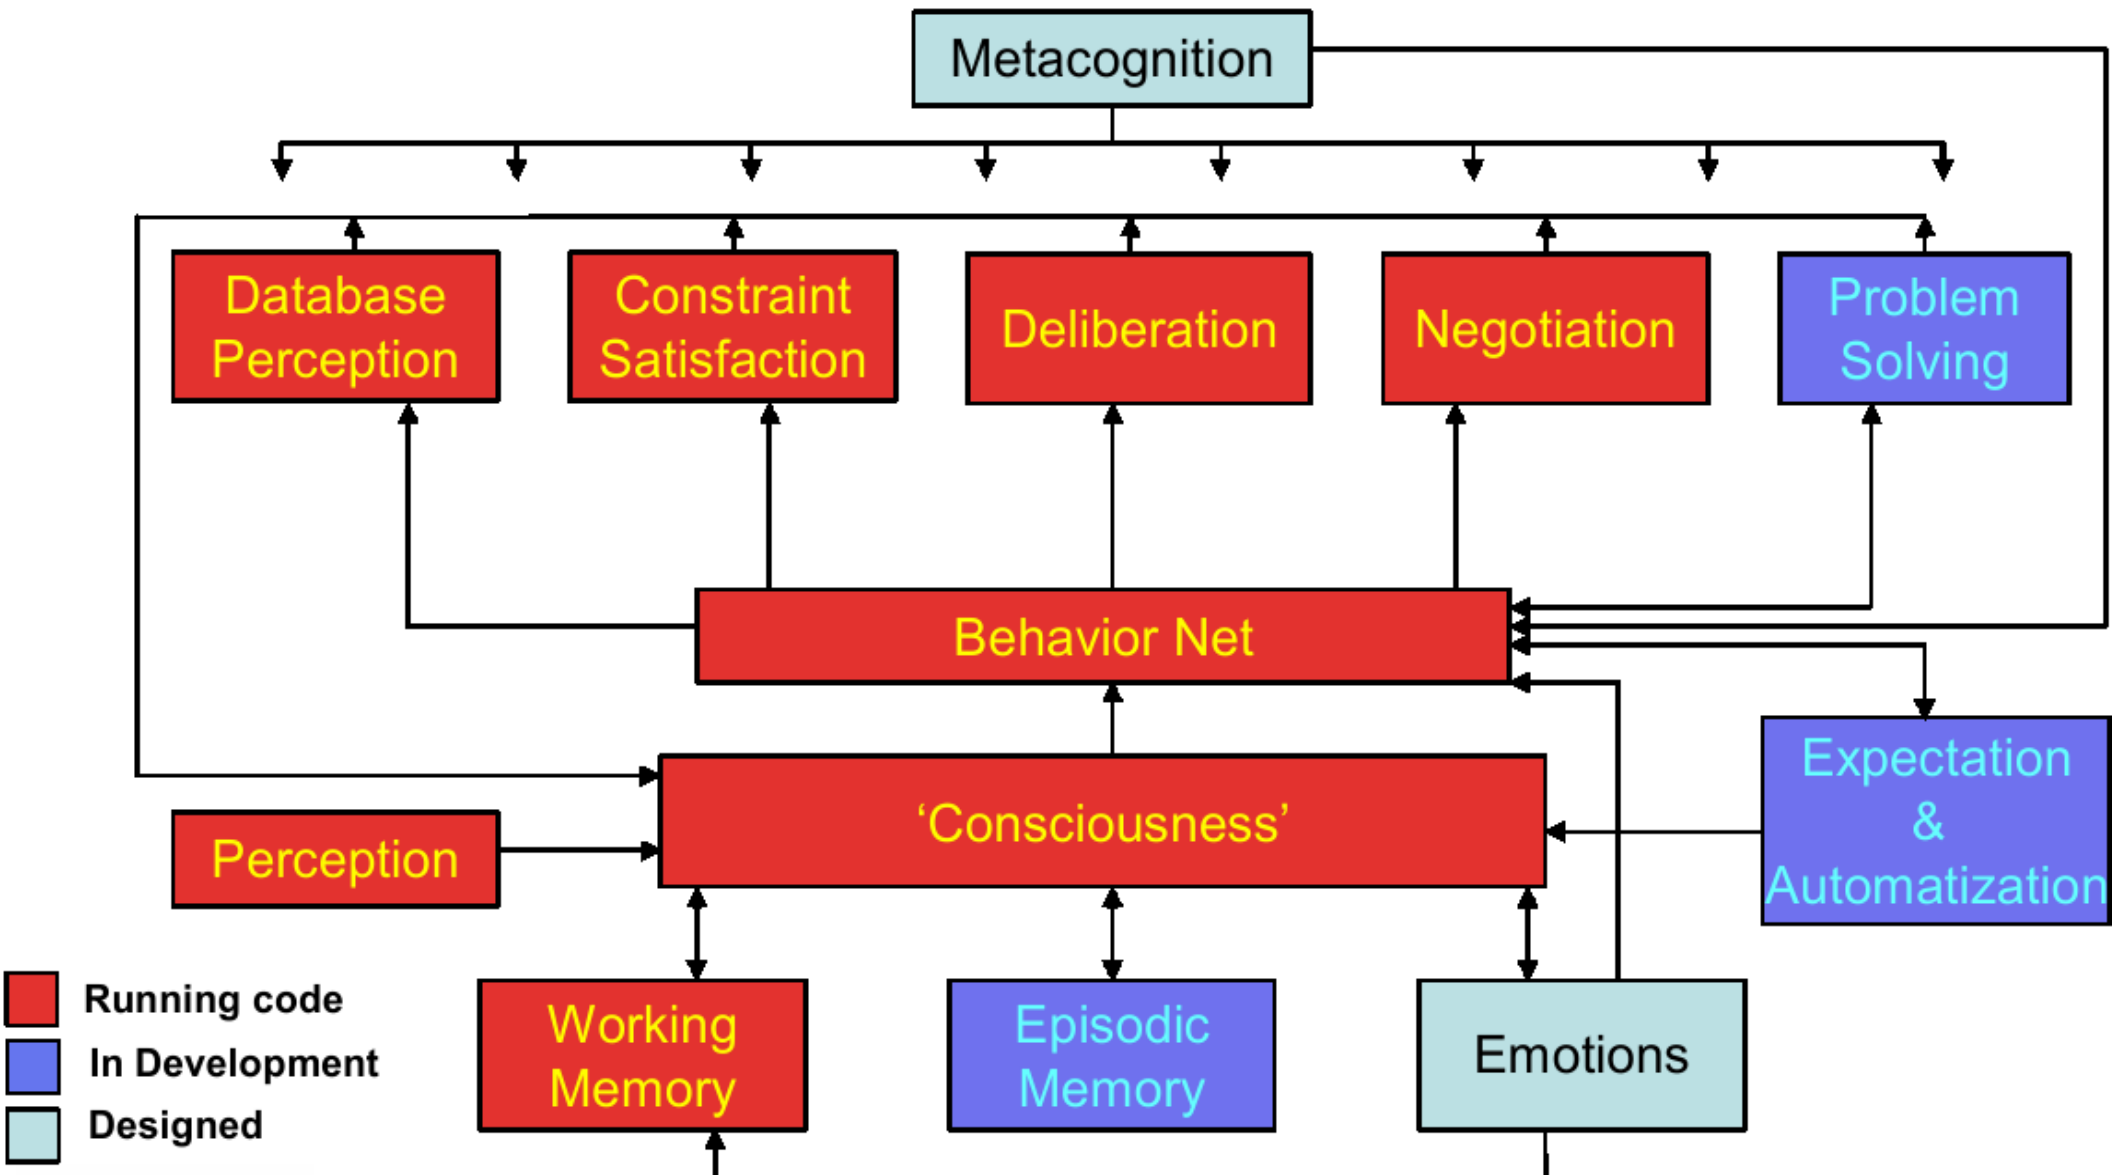 Metacognition
Database
Perception
Constraint
Satisfaction
Deliberation
Negotiation
Problem
Solving
Behavior Net
Expectation
&
Automatization
‘Consciousness’
Perception
Working
Memory
Episodic
Memory
Emotions
Running code
In Development
Designed